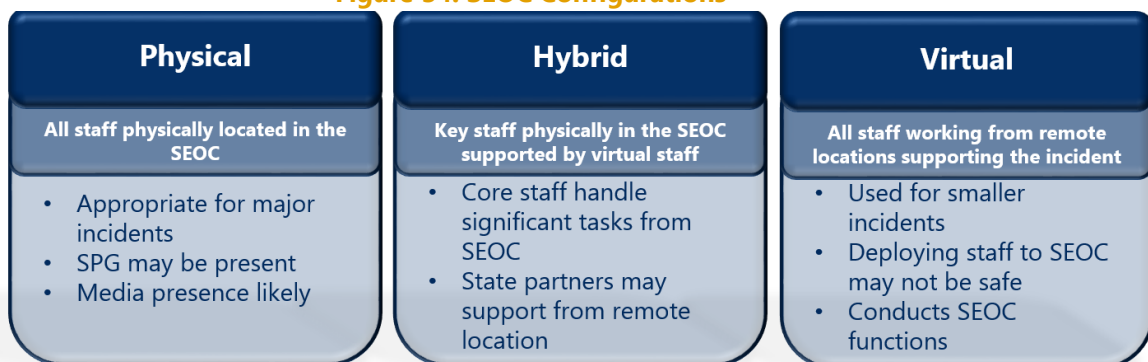 SEOC Configurations
Physical
All staff physically located in the
SEOC
• Appropriate for major
incidents
• SPG may be present
• Media presence likely
Hybrid
Key staff physically in the SEOC
supported by virtual staff
• Core staff handle
significant tasks from
SEOC
• State partners may
support from remote
location
Virtual
All staff working from remote
locations supporting the incident
• Used for smaller
incidents
• Deploying staff to SEOC
may not be safe
• Conducts SEOC
functions